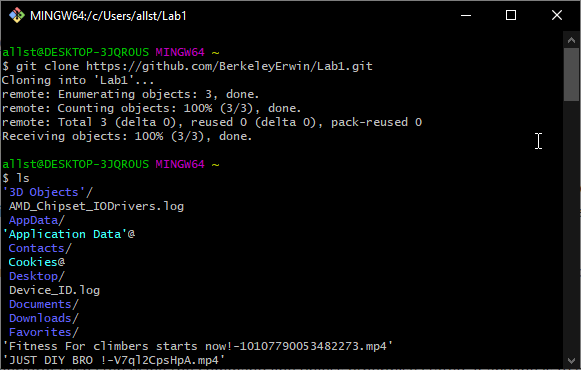 MINGW64:/c/Users/allst/Lab1
allst@DESKTOP-3JQROUS MINGW64 ~
$ git clone https://github.com/BerkeleyErwin/Lab1.git
Cloning into 'Lab1'...
remote: Enumerating objects: 3, done.
remote: Counting objects: 100% (3/3), done.
remote: Total 3 (delta 0), reused 0 (delta 0), pack-reused 0
Receiving objects: 100% (3/3), done.
allst@DESKTOP-3JQROUS MINGW64 ~
$ ls
'3D Objects'/
AMD_Chipset_IODrivers.log
AppData/
'Application Data'@
Contacts/
Cookies@
Desktop/
Device_ID.log
Documents/
Downloads/
Favorites/
'Fitness For climbers starts now!-10107790053482273.mp4'
'JUST DIY BRO !-V7ql2CpsHpA.mp4'